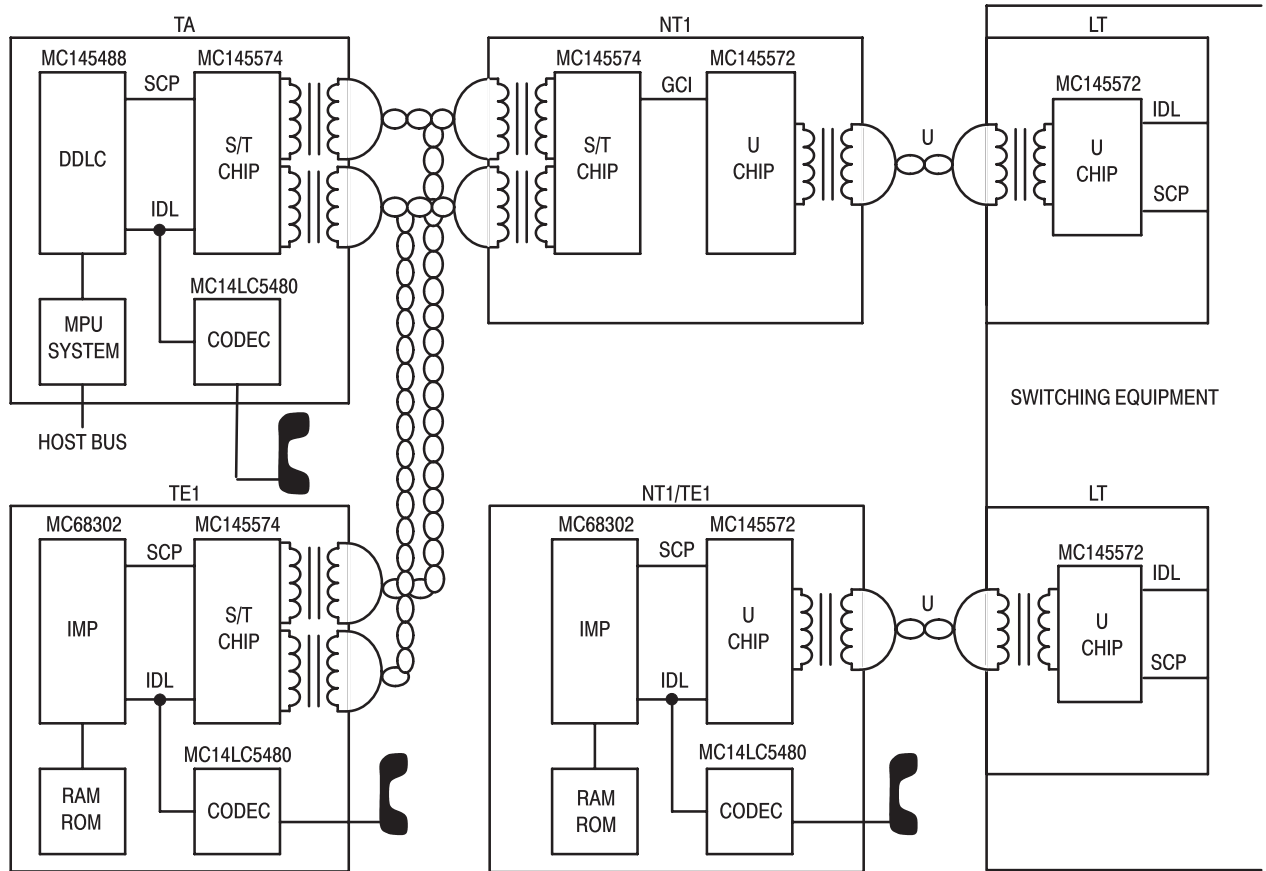 TA
MC145488
SCP
MC145574
DDLC
S/T
CHIP
IDL
MC14LC5480
MPU
SYSTEM
CODEC
HOST BUS
NT1
MC145574
GCI
MC145572
S/T
CHIP
U
CHIP
U
LT
MC145572
IDL
U
CHIP
SCP
SWITCHING EQUIPMENT
TE1
MC68302
SCP
MC145574
IMP
S/T
CHIP
IDL
MC14LC5480
RAM
ROM
CODEC
NT1/TE1
MC68302
SCP
MC145572
IMP
U
CHIP
IDL
MC14LC5480
RAM
ROM
CODEC
U
LT
MC145572
IDL
U
CHIP
SCP